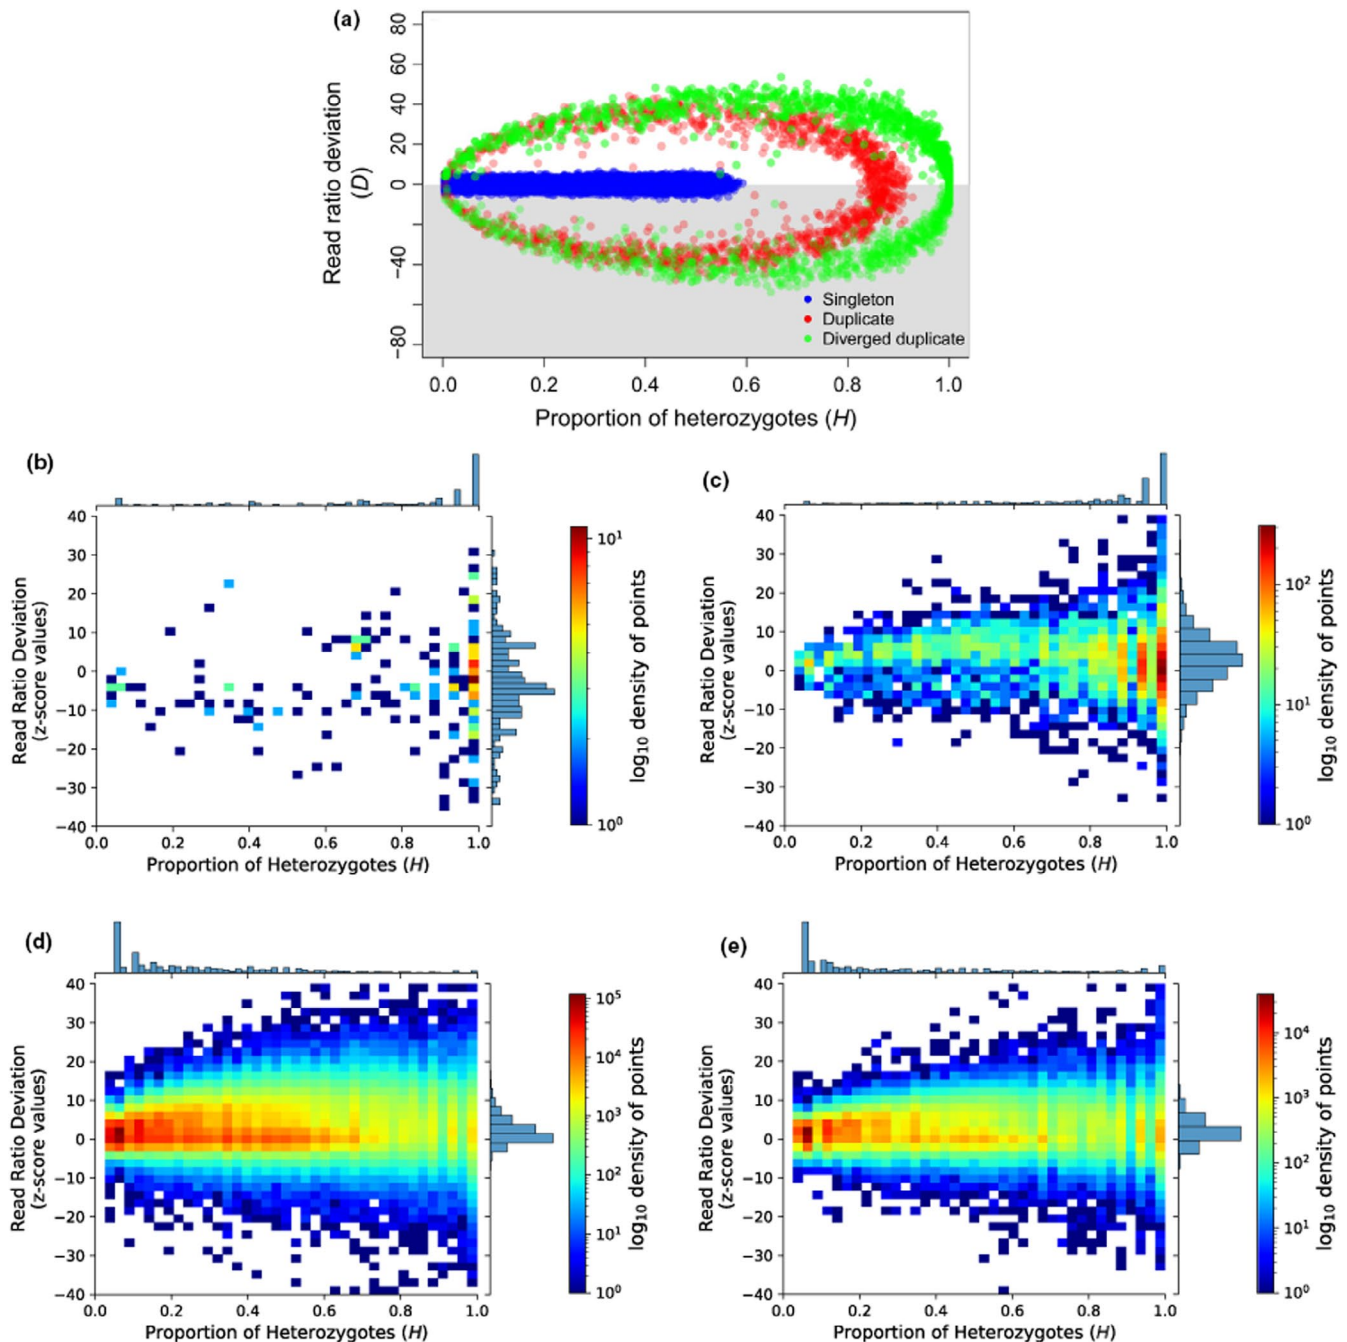 (a)
80
60
40
20
0
−40
−80
Read ratio deviation
(D)
Singleton
Duplicate
Diverged duplicate
0.0 0.2 0.4 0.6 0.8 1.0
Proportion of heterozygotes (H)
(b)
40
30
20
10
0
−10
−20
−30
−40
Read Ratio Deviation
(z-score values)
0.0 0.2 0.4 0.6 0.8 1.0
Proportion of Heterozygotes (H)
10¹
10⁰
log₁₀ density of points
(c)
40
30
20
10
0
−10
−20
−30
−40
Read Ratio Deviation
(z-score values)
0.0 0.2 0.4 0.6 0.8 1.0
Proportion of Heterozygotes (H)
10²
10¹
10⁰
log₁₀ density of points
(d)
40
30
20
10
0
−10
−20
−30
−40
Read Ratio Deviation
(z-score values)
0.0 0.2 0.4 0.6 0.8 1.0
Proportion of Heterozygotes (H)
10⁵
10⁴
10³
10²
10¹
10⁰
log₁₀ density of points
(e)
40
30
20
10
0
−10
−20
−30
−40
Read Ratio Deviation
(z-score values)
0.0 0.2 0.4 0.6 0.8 1.0
Proportion of Heterozygotes (H)
10⁴
10³
10²
10¹
10⁰
log₁₀ density of points